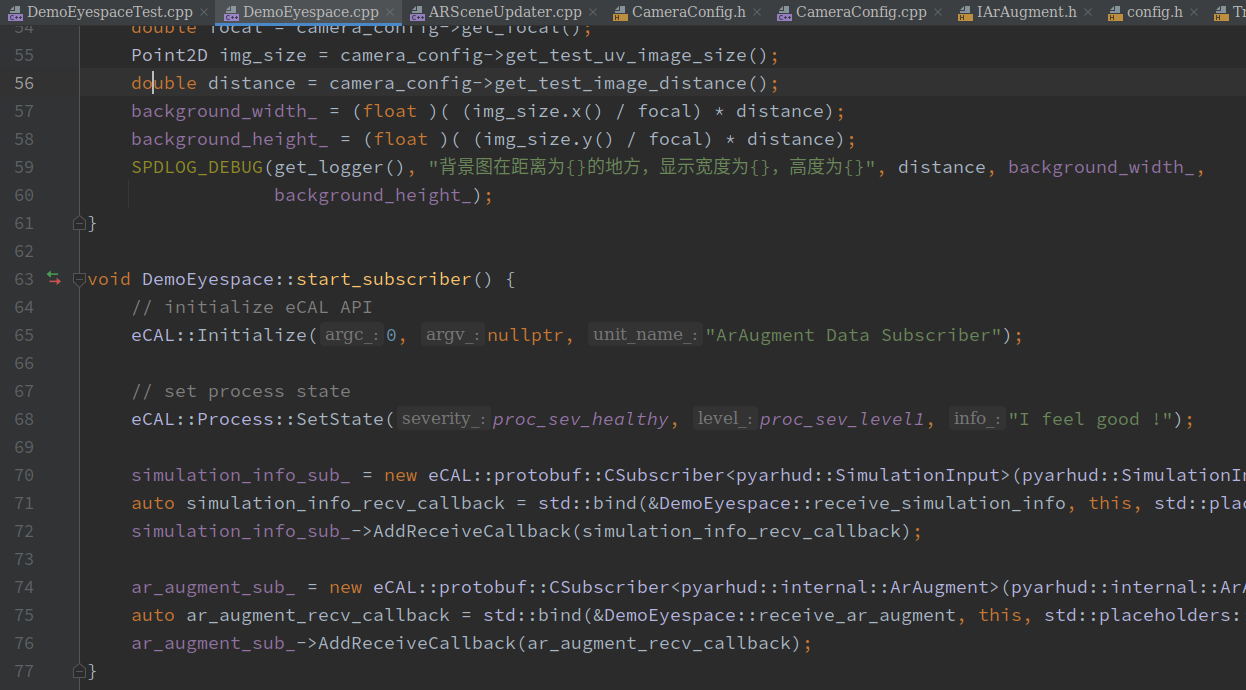 DemoEyespaceTest.cpp × DemoEyespace.cpp × ARSceneUpdater.cpp × CameraConfig.h × CameraConfig.cpp × IArAugment.h × config.h × Tr
54 double focal = camera_config->get_focal();
55 Point2D img_size = camera_config->get_test_uv_image_size();
56 double distance = camera_config->get_test_image_distance();
57 background_width_ = (float )( (img_size.x() / focal) * distance);
58 background_height_ = (float )( (img_size.y() / focal) * distance);
59 SPDLOG_DEBUG(get_logger(), "背景图在距离为{}的地方，显示宽度为{}，高度为{}", distance, background_width_,
60 background_height_);
61 }
62
63 void DemoEyespace::start_subscriber() {
64 // initialize eCAL API
65 eCAL::Initialize( argc_: 0, argv_: nullptr, unit_name_: "ArAugment Data Subscriber");
66
67 // set process state
68 eCAL::Process::SetState( severity_: proc_sev_healthy, level_: proc_sev_level1, info_: "I feel good !");
69
70 simulation_info_sub_ = new eCAL::protobuf::CSubscriber<pyarhud::SimulationInput>(pyarhud::SimulationIn
71 auto simulation_info_recv_callback = std::bind(&DemoEyespace::receive_simulation_info, this, std::plac
72 simulation_info_sub_->AddReceiveCallback(simulation_info_recv_callback);
73
74 ar_augment_sub_ = new eCAL::protobuf::CSubscriber<pyarhud::internal::ArAugment>(pyarhud::internal::ArA
75 auto ar_augment_recv_callback = std::bind(&DemoEyespace::receive_ar_augment, this, std::placeholders:
76 ar_augment_sub_->AddReceiveCallback(ar_augment_recv_callback);
77 }